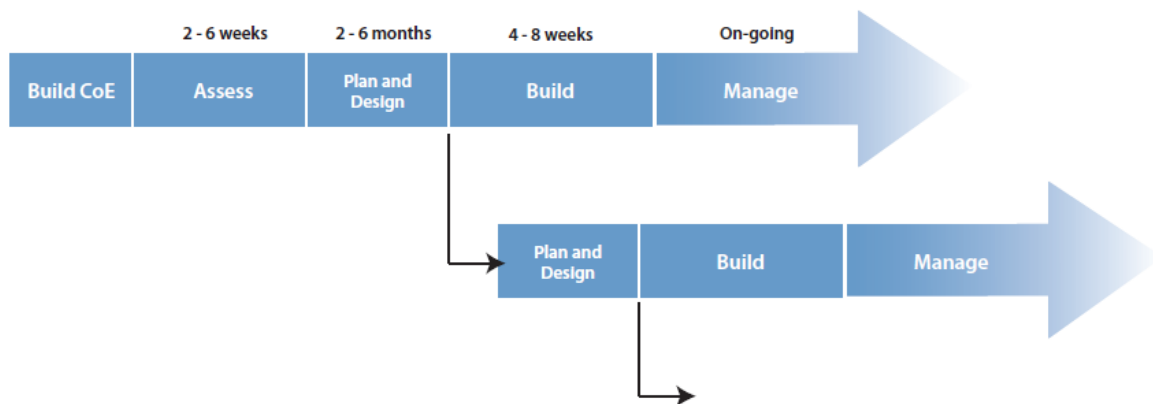 2 - 6 weeks
2 - 6 months
4 - 8 weeks
On-going
Build CoE
Assess
Plan and
Design
Build
Manage
Plan and
Design
Build
Manage